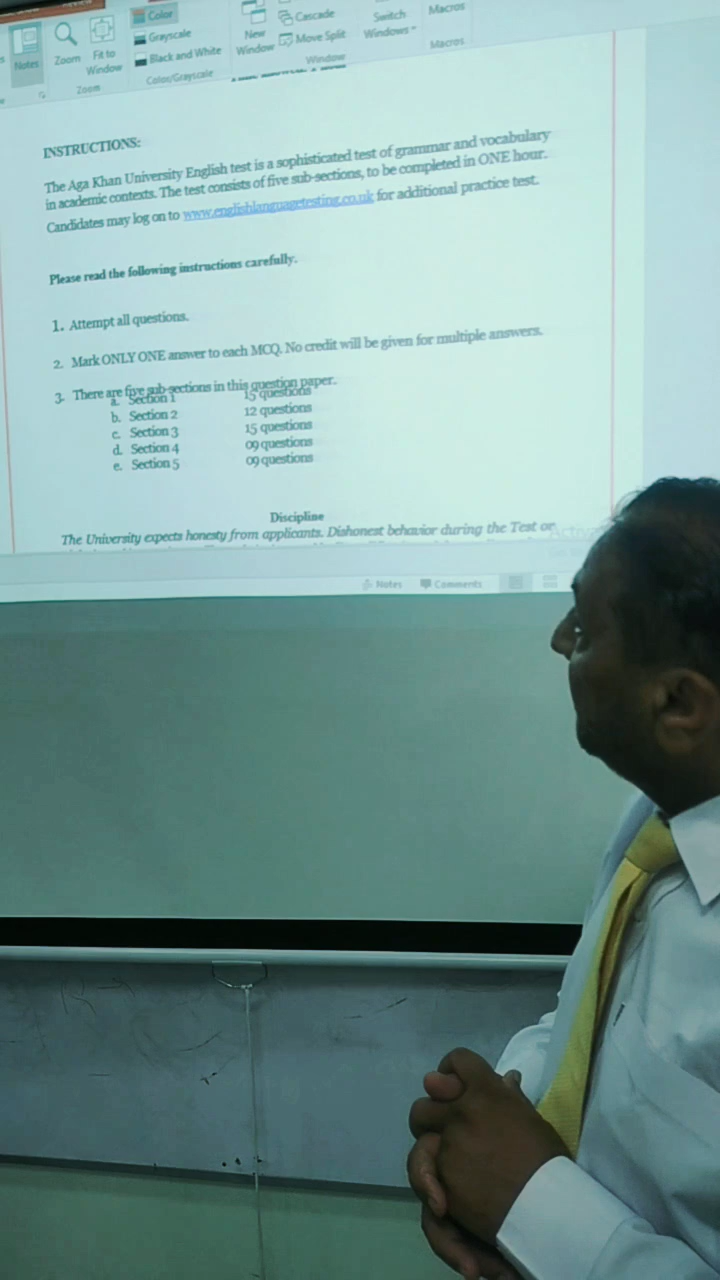 Color
Cascade
Switch
Windows
Macros
Notes
Zoom
Fit to
Window
Grayscale
New
Window
Move Split
Black and White
Macros
Window
Color/Grayscale
Zoom
INSTRUCTIONS:
The Aga Khan University English test is a sophisticated test of grammar and vocabulary
in academic contexts. The test consists of five sub-sections, to be completed in ONE hour.
Candidates may log on to www.englishlanguagetesting.co.uk for additional practice test.
Please read the following instructions carefully.
1. Attempt all questions.
2. Mark ONLY ONE answer to each MCQ. No credit will be given for multiple answers.
3. There are five sub-sections in this question paper.
a. Section 1 15 questions
b. Section 2 12 questions
c. Section 3 15 questions
d. Section 4 09 questions
e. Section 5 09 questions
Discipline
The University expects honesty from applicants. Dishonest behavior during the Test or
Notes Comments